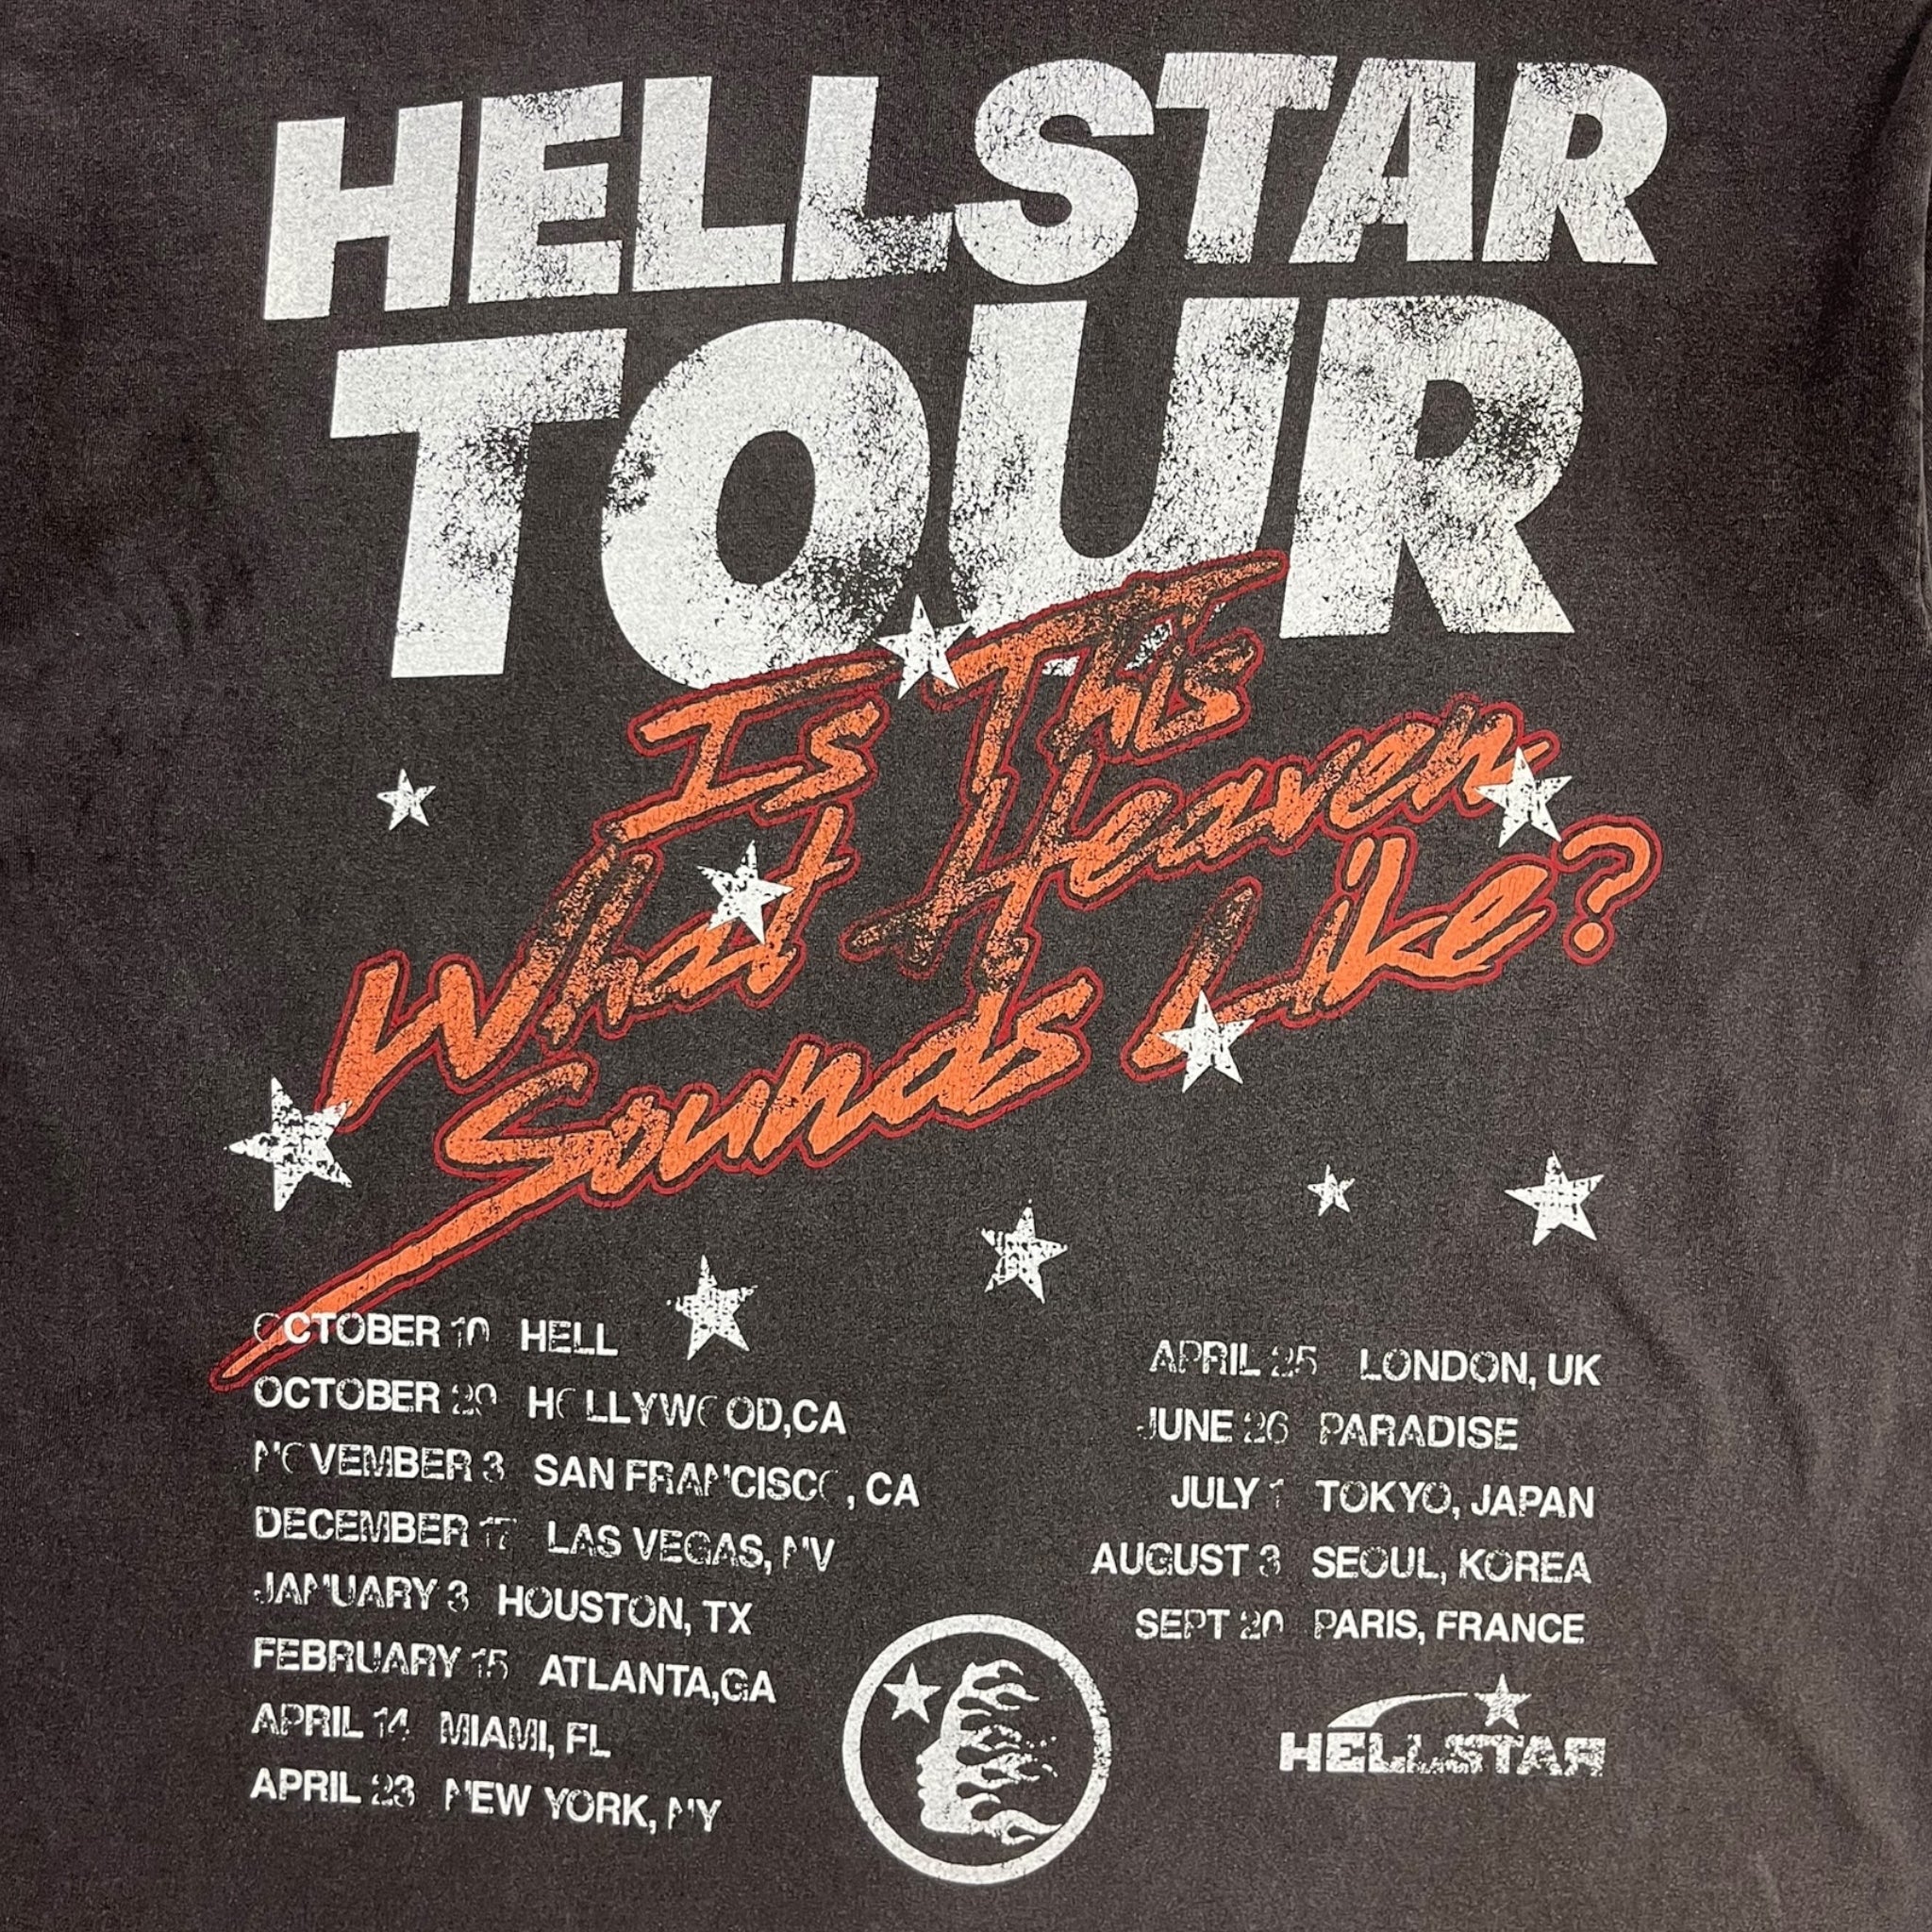 HELLSTAR
TOUR
Is This
What Heaven
Sounds Like?
OCTOBER 10 HELL
OCTOBER 20 HOLLYWOOD,CA
NOVEMBER 3 SAN FRANCISCO, CA
DECEMBER 17 LAS VEGAS, NV
JANUARY 3 HOUSTON, TX
FEBRUARY 15 ATLANTA,GA
APRIL 14 MIAMI, FL
APRIL 23 NEW YORK, NY
APRIL 25 LONDON, UK
JUNE 26 PARADISE
JULY 1 TOKYO, JAPAN
AUGUST 3 SEOUL, KOREA
SEPT 20 PARIS, FRANCE
HELLSTAR